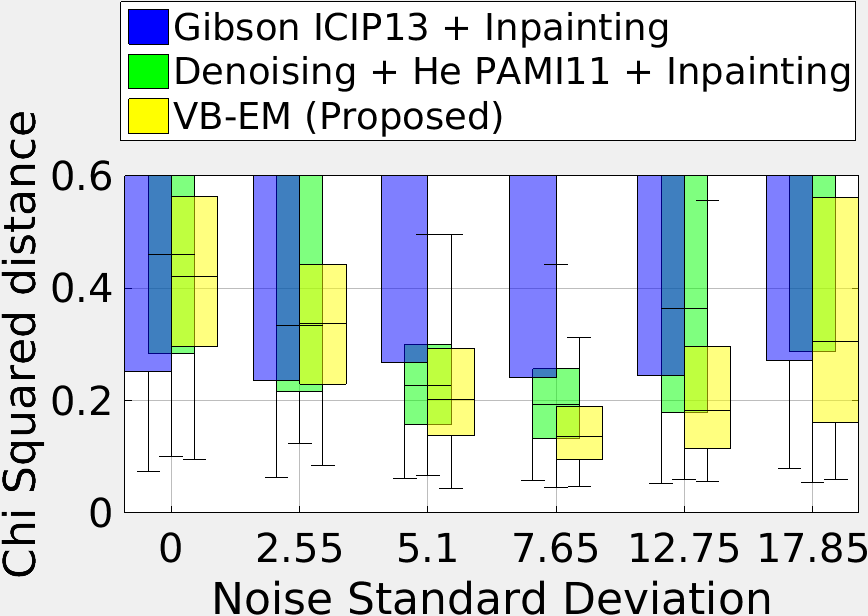 Gibson ICIP13 + Inpainting
Denoising + He PAMI11 + Inpainting
VB-EM (Proposed)
Chi Squared distance
0.6
0.4
0.2
0
0 2.55 5.1 7.65 12.75 17.85
Noise Standard Deviation